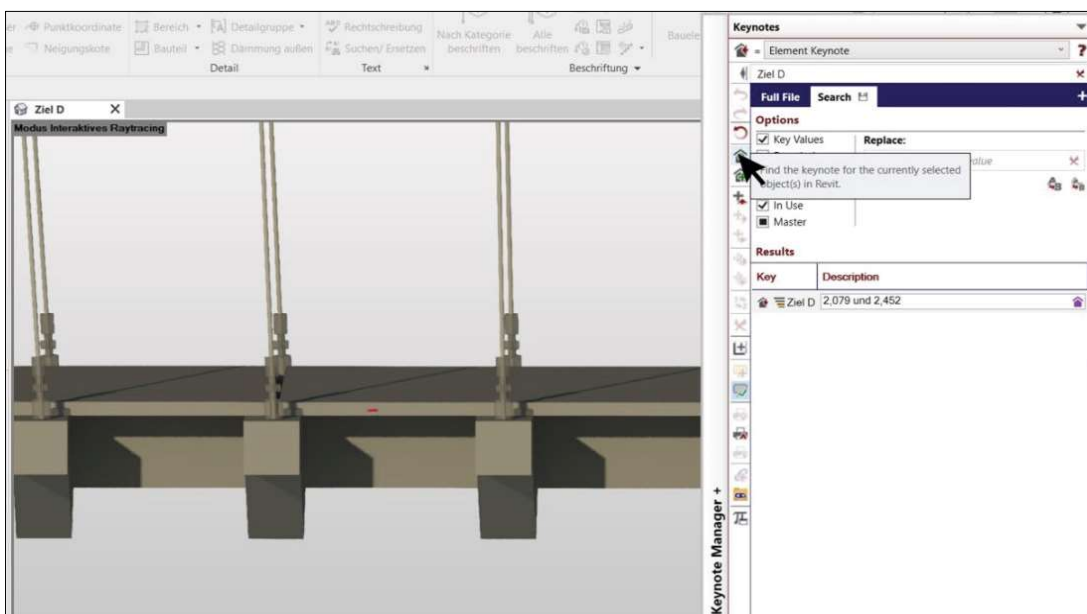 er Punktkoordinate Bereich Detailgruppe Rechtschreibung
e Neigungskote Bauteil Dämmung außen Suchen/ Ersetzen
Nach Kategorie beschriften
Alle beschriften
Bauele
Detail Text Beschriftung
Ziel D X
Modus Interaktives Raytracing
Keynotes
= Element Keynote ?
Ziel D
Full File Search +
Options
Key Values Replace:
value
Find the keynote for the currently selected
object(s) in Revit.
In Use
Master
Results
Key Description
Ziel D 2,079 und 2,452
Keynote Manager +